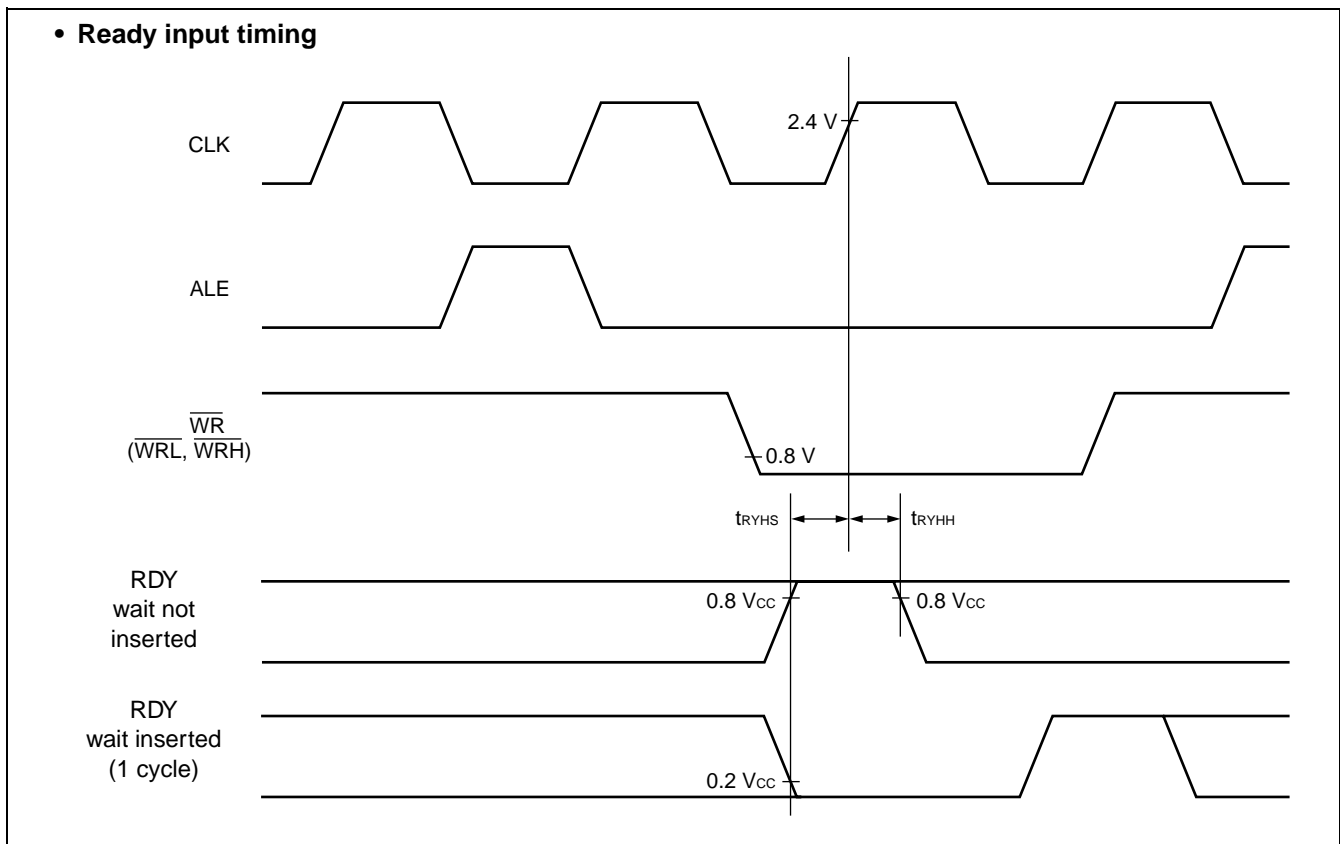 • Ready input timing
CLK
2.4 V
ALE
WR
(WRL, WRH)
0.8 V
tRYHS
tRYHH
RDY
wait not
inserted
0.8 VCC
0.8 VCC
RDY
wait inserted
(1 cycle)
0.2 VCC